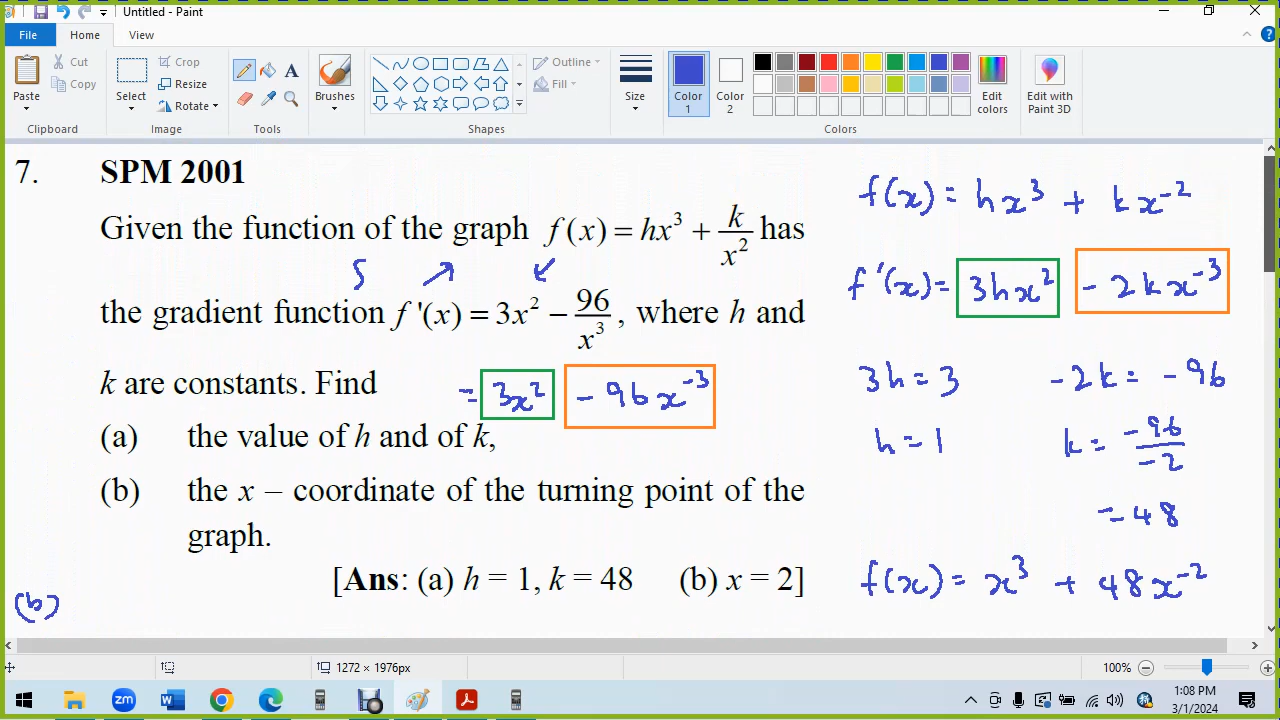 Untitled - Paint
File Home View
Paste Cut Copy
Clipboard
Select Crop Resize Rotate
Image
A
Tools
Brushes
Outline Fill
Shapes
Size
Color 1
Color 2
Edit colors
Edit with Paint 3D
Colors
7. SPM 2001
Given the function of the graph f(x) = hx³ + k/x² has
the gradient function f '(x) = 3x² − 96/x³, where h and
k are constants. Find
= 3x² − 96x⁻³
(a) the value of h and of k,
(b) the x – coordinate of the turning point of the
graph.
[Ans: (a) h = 1, k = 48 (b) x = 2]
(b)
f(x) = hx³ + kx⁻²
f'(x) = 3hx² − 2kx⁻³
3h = 3 −2k = −96
h = 1 k = −96/−2
= 48
f(x) = x³ + 48x⁻²
1272 × 1976px
100%
zm
W
1:08 PM
3/1/2024